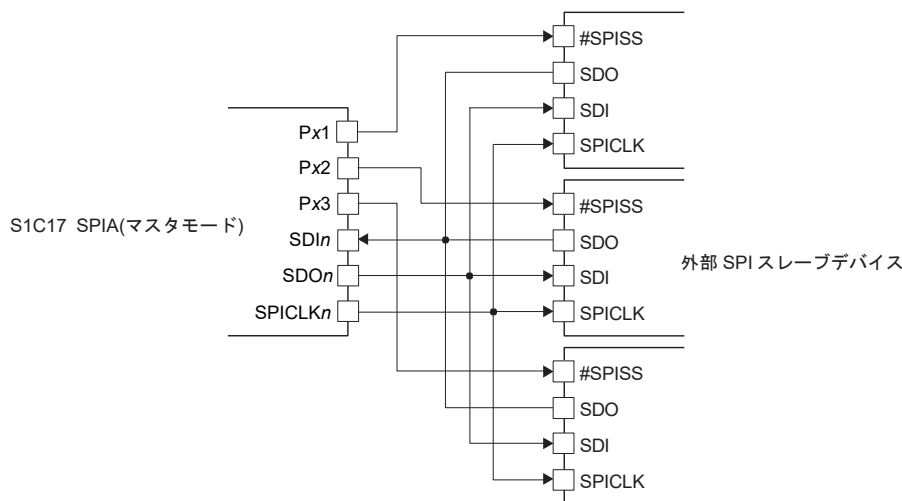 S1C17 SPIA(マスタモード)
Px1
Px2
Px3
SDIn
SDOn
SPICLKn
#SPISS
SDO
SDI
SPICLK
#SPISS
SDO
SDI
SPICLK
#SPISS
SDO
SDI
SPICLK
外部 SPI スレーブデバイス